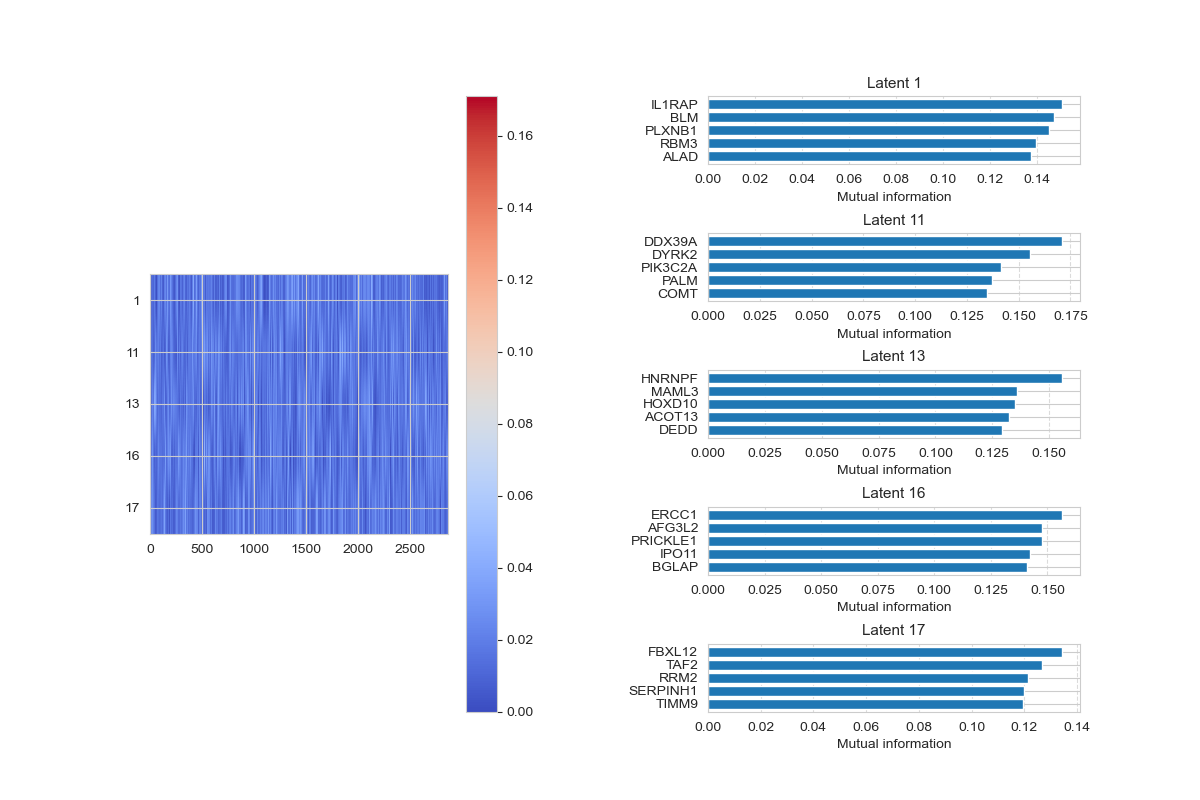 0.16
0.14
0.12
0.10
0.08
0.06
0.04
0.02
0.00
1
11
13
16
17
0 500 1000 1500 2000 2500
Latent 1
IL1RAP
BLM
PLXNB1
RBM3
ALAD
0.00 0.02 0.04 0.06 0.08 0.10 0.12 0.14
Mutual information
Latent 11
DDX39A
DYRK2
PIK3C2A
PALM
COMT
0.000 0.025 0.050 0.075 0.100 0.125 0.150 0.175
Mutual information
Latent 13
HNRNPF
MAML3
HOXD10
ACOT13
DEDD
0.000 0.025 0.050 0.075 0.100 0.125 0.150
Mutual information
Latent 16
ERCC1
AFG3L2
PRICKLE1
IPO11
BGLAP
0.000 0.025 0.050 0.075 0.100 0.125 0.150
Mutual information
Latent 17
FBXL12
TAF2
RRM2
SERPINH1
TIMM9
0.00 0.02 0.04 0.06 0.08 0.10 0.12 0.14
Mutual information